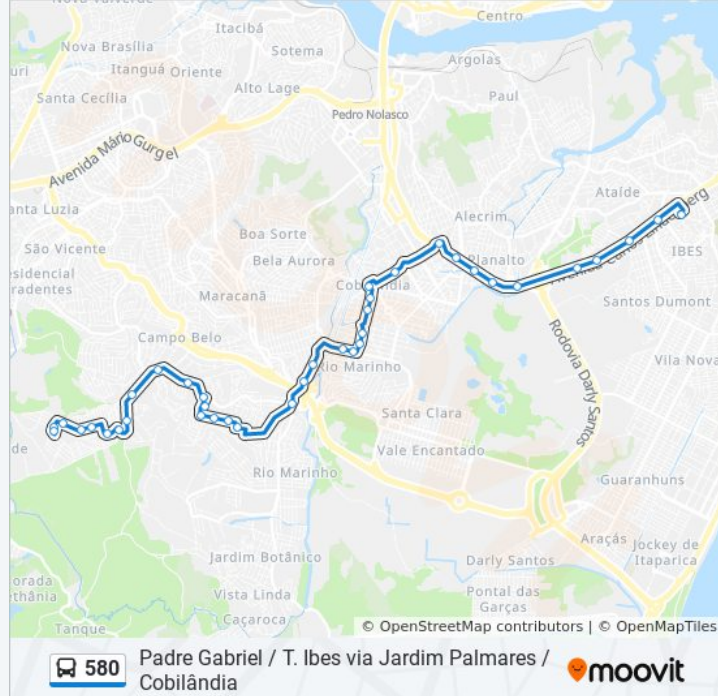 Nova Brasília
Itacibá
Centro
Sotema
Argolas
Itanguá
Oriente
Santa Cecília
Alto Lage
Paul
Pedro Nolasco
Avenida Mário Gurgel
Ataíde
Alecrim
IBES
Boa Sorte
São Vicente
Bela Aurora
Planalto
Santos Dumont
Maracanã
Campo Belo
Rodovia Darly Santos
Vila Nova
Rio Marinho
Santa Clara
Vale Encantado
Rio Marinho
Guaranhuns
Araçás
Jockey de
Itaparica
Jardim Botânico
Darly Santos
Vista Linda
Pontal das
Garças
Caçaroca
Tanque
© OpenStreetMap contributors | © OpenMapTiles
580
Padre Gabriel / T. Ibes via Jardim Palmares /
Cobilândia
moovit